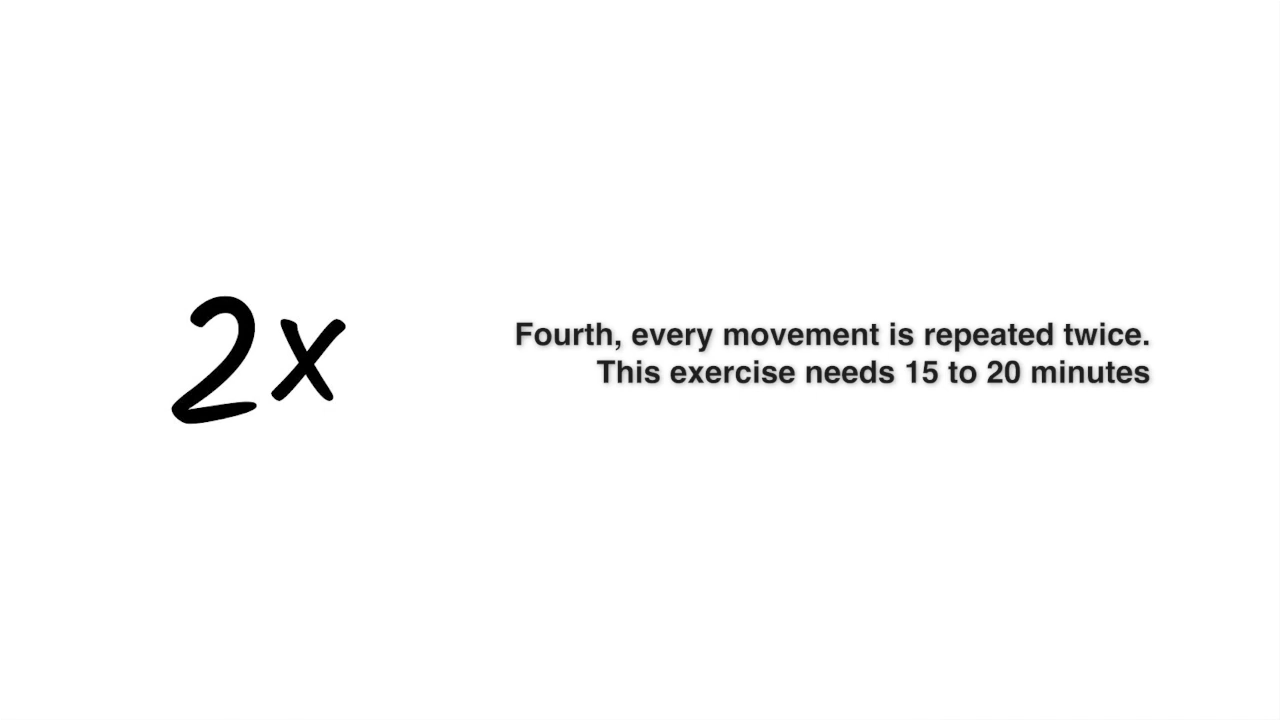 2x
Fourth, every movement is repeated twice.
This exercise needs 15 to 20 minutes